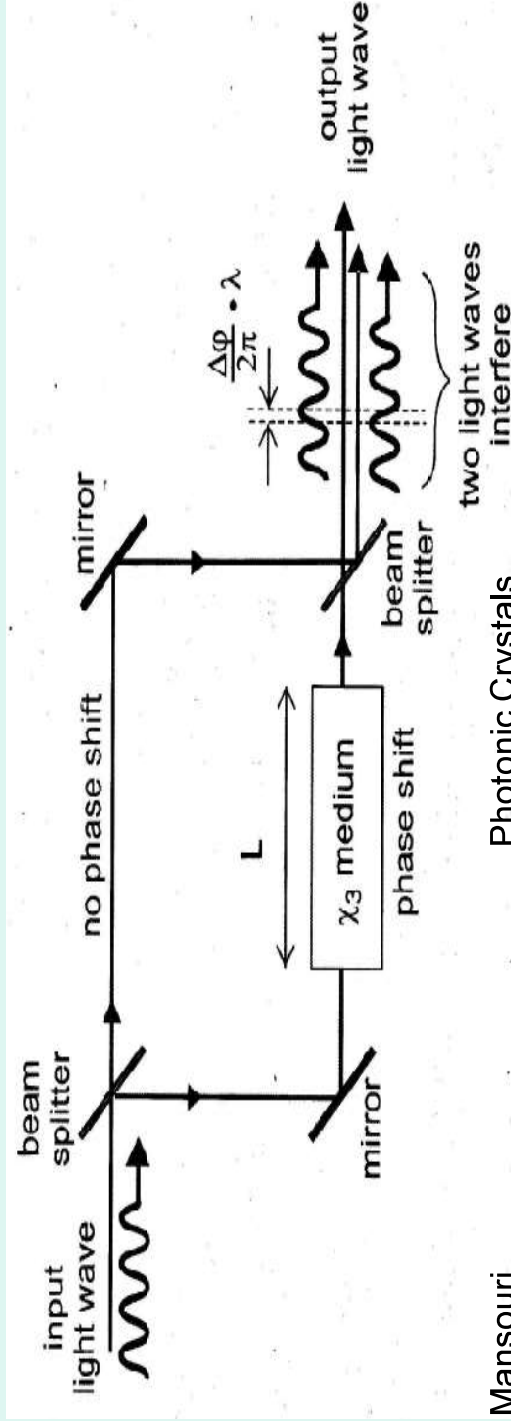 input
light wave
beam
splitter
no phase shift
mirror
mirror
L
χ₃ medium
phase shift
beam
splitter
Δφ/2π • λ
output
light wave
two light waves
interfere
Mansouri
Photonic Crystals